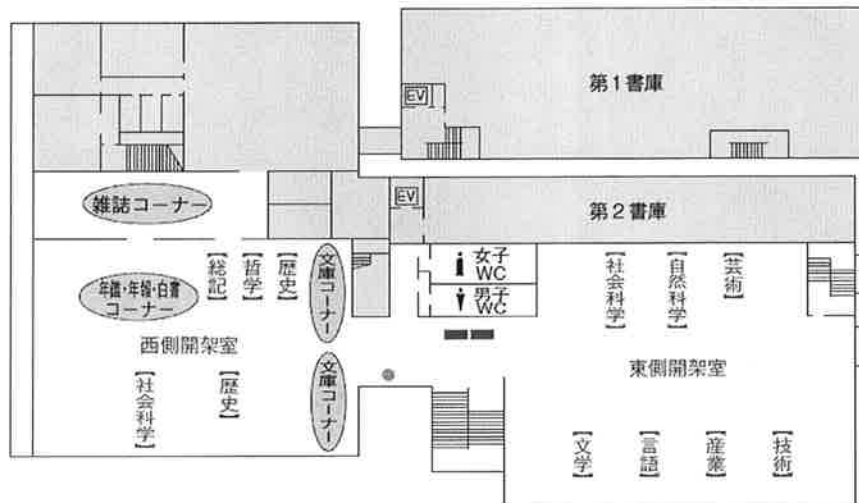 第1書庫
EV
EV
第2書庫
雑誌コーナー
年鑑・年報・白書
コーナー
【総記】
【哲学】
【歴史】
文庫コーナー
女子
WC
男子
WC
【社会科学】
【自然科学】
【芸術】
西側開架室
東側開架室
【社会科学】
【歴史】
文庫コーナー
【文学】
【言語】
【産業】
【技術】